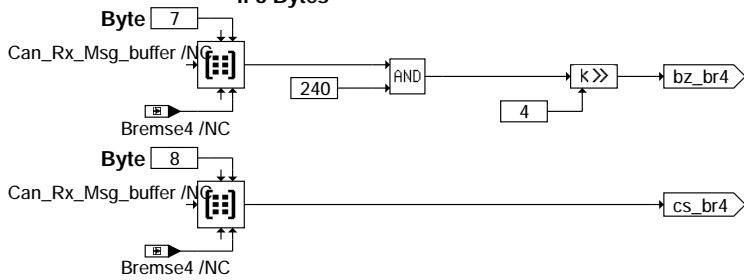 Byte 7
Can_Rx_Msg_buffer /NC
AND
k>>
bz_br4
240
4
Bremse4 /NC
Byte 8
Can_Rx_Msg_buffer /NC
cs_br4
Bremse4 /NC